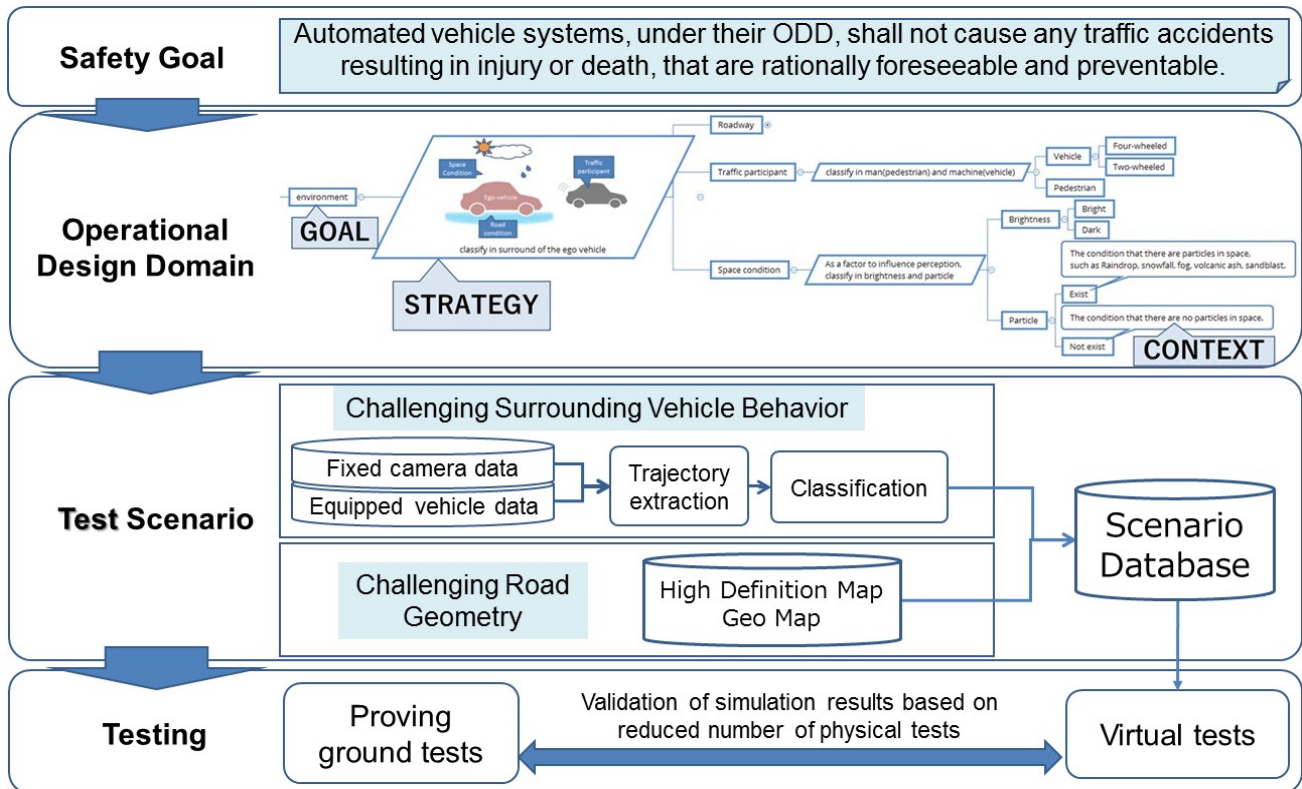 Safety Goal
Automated vehicle systems, under their ODD, shall not cause any traffic accidents
resulting in injury or death, that are rationally foreseeable and preventable.
Operational
Design Domain
environment
GOAL
Space
Condition
Traffic
participant
Ego-vehicle
Road
condition
classify in surround of the ego vehicle
STRATEGY
Roadway
Traffic participant
classify in man(pedestrian) and machine(vehicle)
Vehicle
Four-wheeled
Two-wheeled
Pedestrian
Space condition
As a factor to influence perception,
classify in brightness and particle
Brightness
Bright
Dark
The condition that there are particles in space,
such as Raindrop, snowfall, fog, volcanic ash, sandblast.
Particle
Exist
The condition that there are no particles in space.
Not exist
CONTEXT
Test Scenario
Challenging Surrounding Vehicle Behavior
Fixed camera data
Equipped vehicle data
Trajectory
extraction
Classification
Challenging Road
Geometry
High Definition Map
Geo Map
Scenario
Database
Testing
Proving
ground tests
Validation of simulation results based on
reduced number of physical tests
Virtual tests